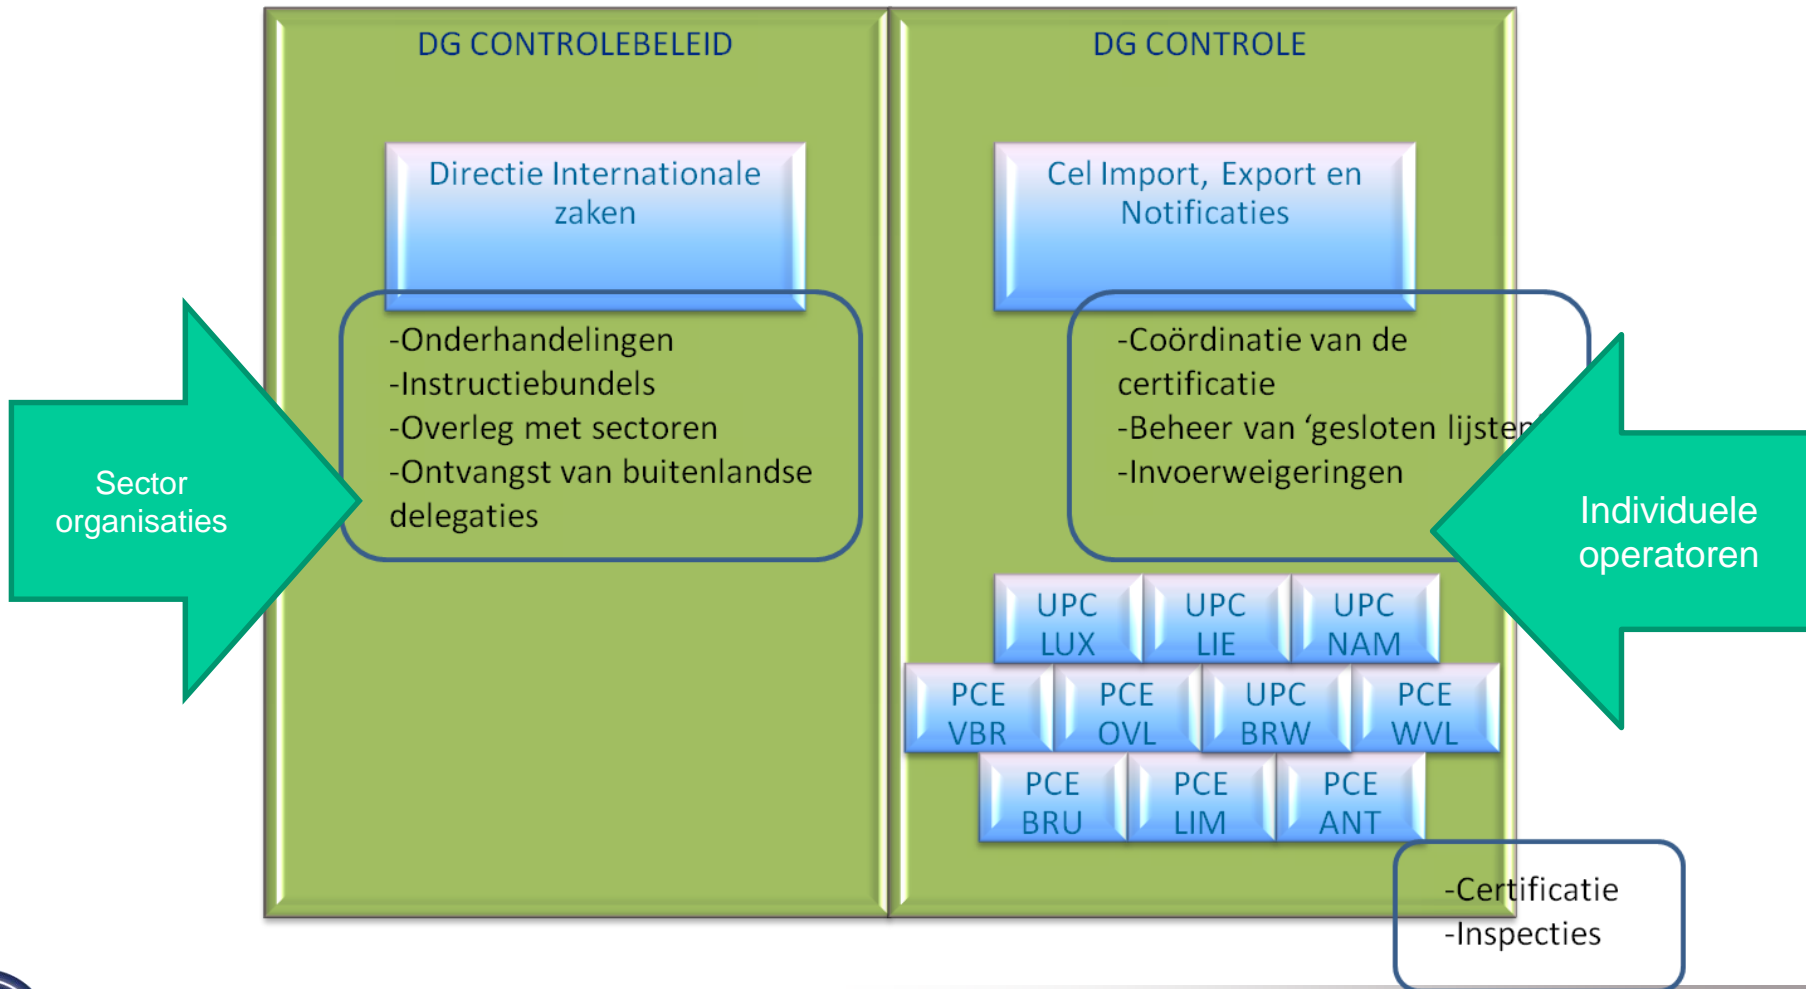 DG CONTROLEBELEID
Directie Internationale
zaken
-Onderhandelingen
-Instructiebundels
-Overleg met sectoren
-Ontvangst van buitenlandse
delegaties
Sector
organisaties
DG CONTROLE
Cel Import, Export en
Notificaties
-Coördinatie van de
certificatie
-Beheer van ‘gesloten lijsten’
-Invoerweigeringen
Individuele
operatoren
UPC
LUX
UPC
LIE
UPC
NAM
PCE
VBR
PCE
OVL
UPC
BRW
PCE
WVL
PCE
BRU
PCE
LIM
PCE
ANT
-Certificatie
-Inspecties